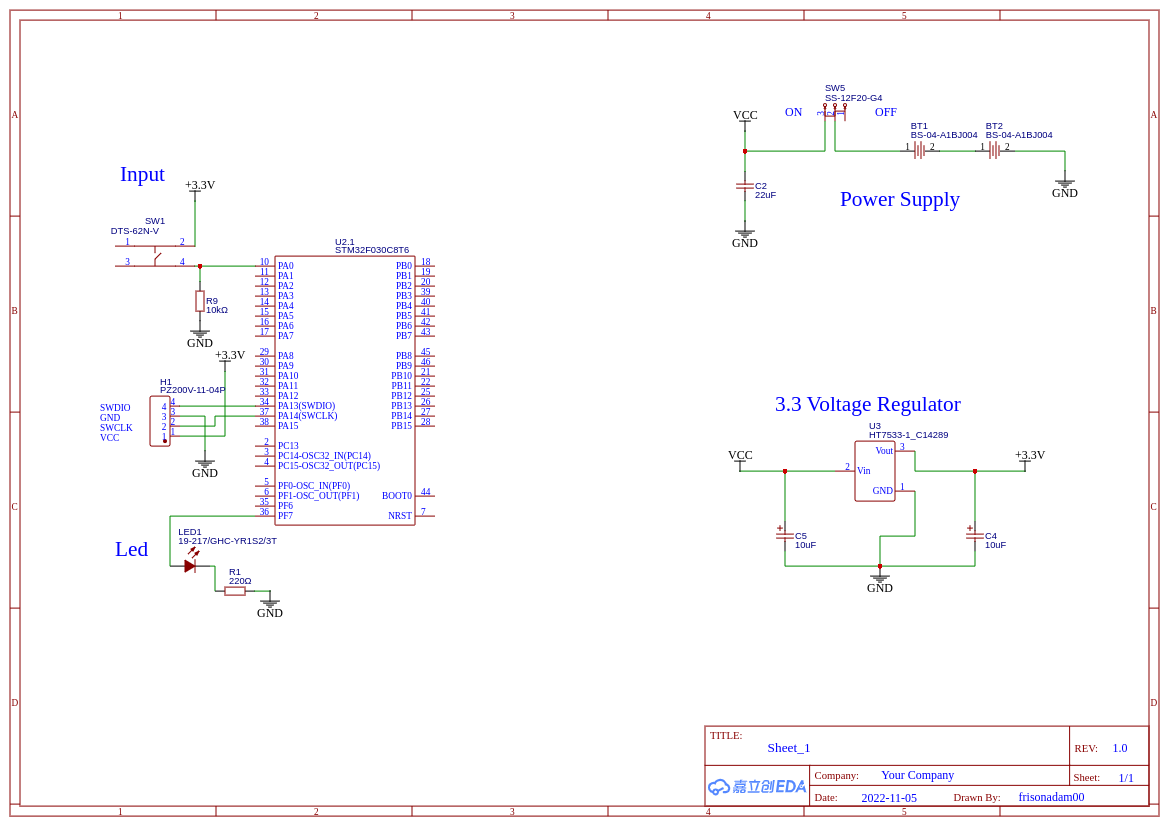 1 2 3 4 5
A A
B B
C C
D D
1 2 3 4 5
Input
+3.3V
SW1
DTS-62N-V
1 2
3 4
R9
10kΩ
GND
+3.3V
H1
PZ200V-11-04P
SWDIO
GND
SWCLK
VCC
4 4
3 3
2 2
1 1
GND
Led
LED1
19-217/GHC-YR1S2/3T
R1
220Ω
GND
U2.1
STM32F030C8T6
10 PA0 PB0 18
11 PA1 PB1 19
12 PA2 PB2 20
13 PA3 PB3 39
14 PA4 PB4 40
15 PA5 PB5 41
16 PA6 PB6 42
17 PA7 PB7 43
29 PA8 PB8 45
30 PA9 PB9 46
31 PA10 PB10 21
32 PA11 PB11 22
33 PA12 PB12 25
34 PA13(SWDIO) PB13 26
37 PA14(SWCLK) PB14 27
38 PA15 PB15 28
2 PC13
3 PC14-OSC32_IN(PC14)
4 PC15-OSC32_OUT(PC15)
5 PF0-OSC_IN(PF0)
6 PF1-OSC_OUT(PF1) BOOT0 44
35 PF6
36 PF7 NRST 7
SW5
SS-12F20-G4
ON OFF
3 2 1
VCC
C2
22uF
GND
BT1
BS-04-A1BJ004
1 2
BT2
BS-04-A1BJ004
1 2
GND
Power Supply
3.3 Voltage Regulator
U3
HT7533-1_C14289
VCC
2 Vin
Vout 3
GND 1
+3.3V
C5
10uF
C4
10uF
GND
TITLE:
Sheet_1
REV: 1.0
嘉立创EDA
Company: Your Company
Sheet: 1/1
Date: 2022-11-05
Drawn By: frisonadam00